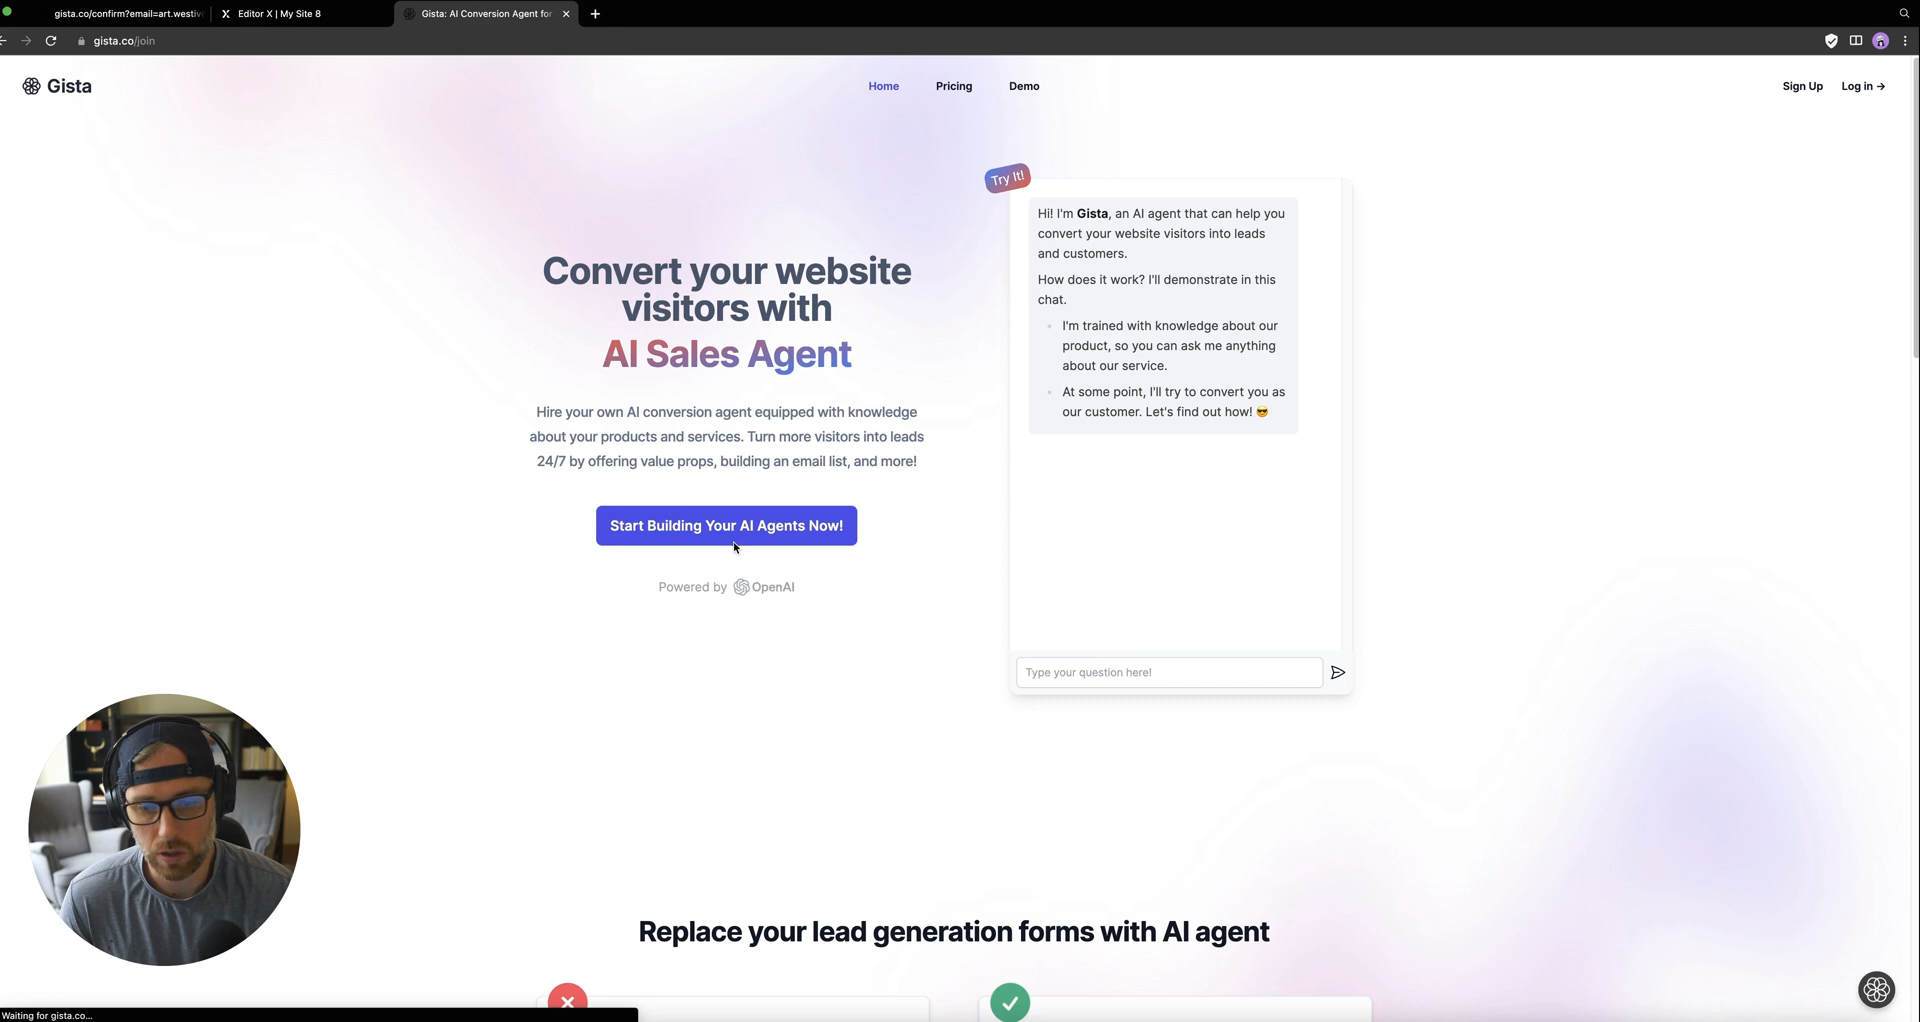 gista.co/confirm?email=art.westiv
Editor X | My Site 8
Gista: AI Conversion Agent for
gista.co/join
Gista
Home
Pricing
Demo
Sign Up
Log in →
Try It!
Hi! I'm Gista, an AI agent that can help you
convert your website visitors into leads
and customers.
How does it work? I'll demonstrate in this
chat.
I'm trained with knowledge about our
product, so you can ask me anything
about our service.
At some point, I'll try to convert you as
our customer. Let's find out how! 😎
Convert your website
visitors with
AI Sales Agent
Hire your own AI conversion agent equipped with knowledge
about your products and services. Turn more visitors into leads
24/7 by offering value props, building an email list, and more!
Start Building Your AI Agents Now!
Powered by OpenAI
Type your question here!
Replace your lead generation forms with AI agent
Waiting for gista.co...